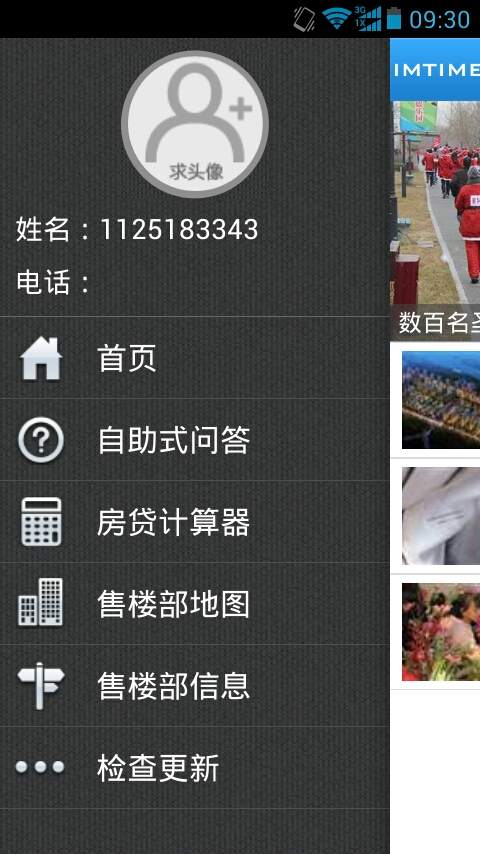 3G
1X
09:30
IMTIME
求头像
姓名：1125183343
电话：
数百名圣
首页
自助式问答
房贷计算器
售楼部地图
售楼部信息
检查更新